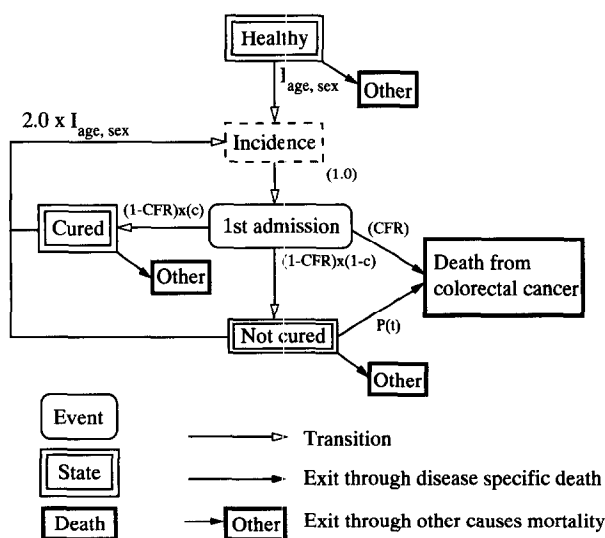 Healthy
I age, sex
Other
2.0 x I age, sex
Incidence
(1.0)
(1-CFR)x(c)
Cured
1st admission
(CFR)
Other
(1-CFR)x(1-c)
Death from
colorectal cancer
Not cured
P(t)
Other
Event
Transition
State
Exit through disease specific death
Death
Other
Exit through other causes mortality